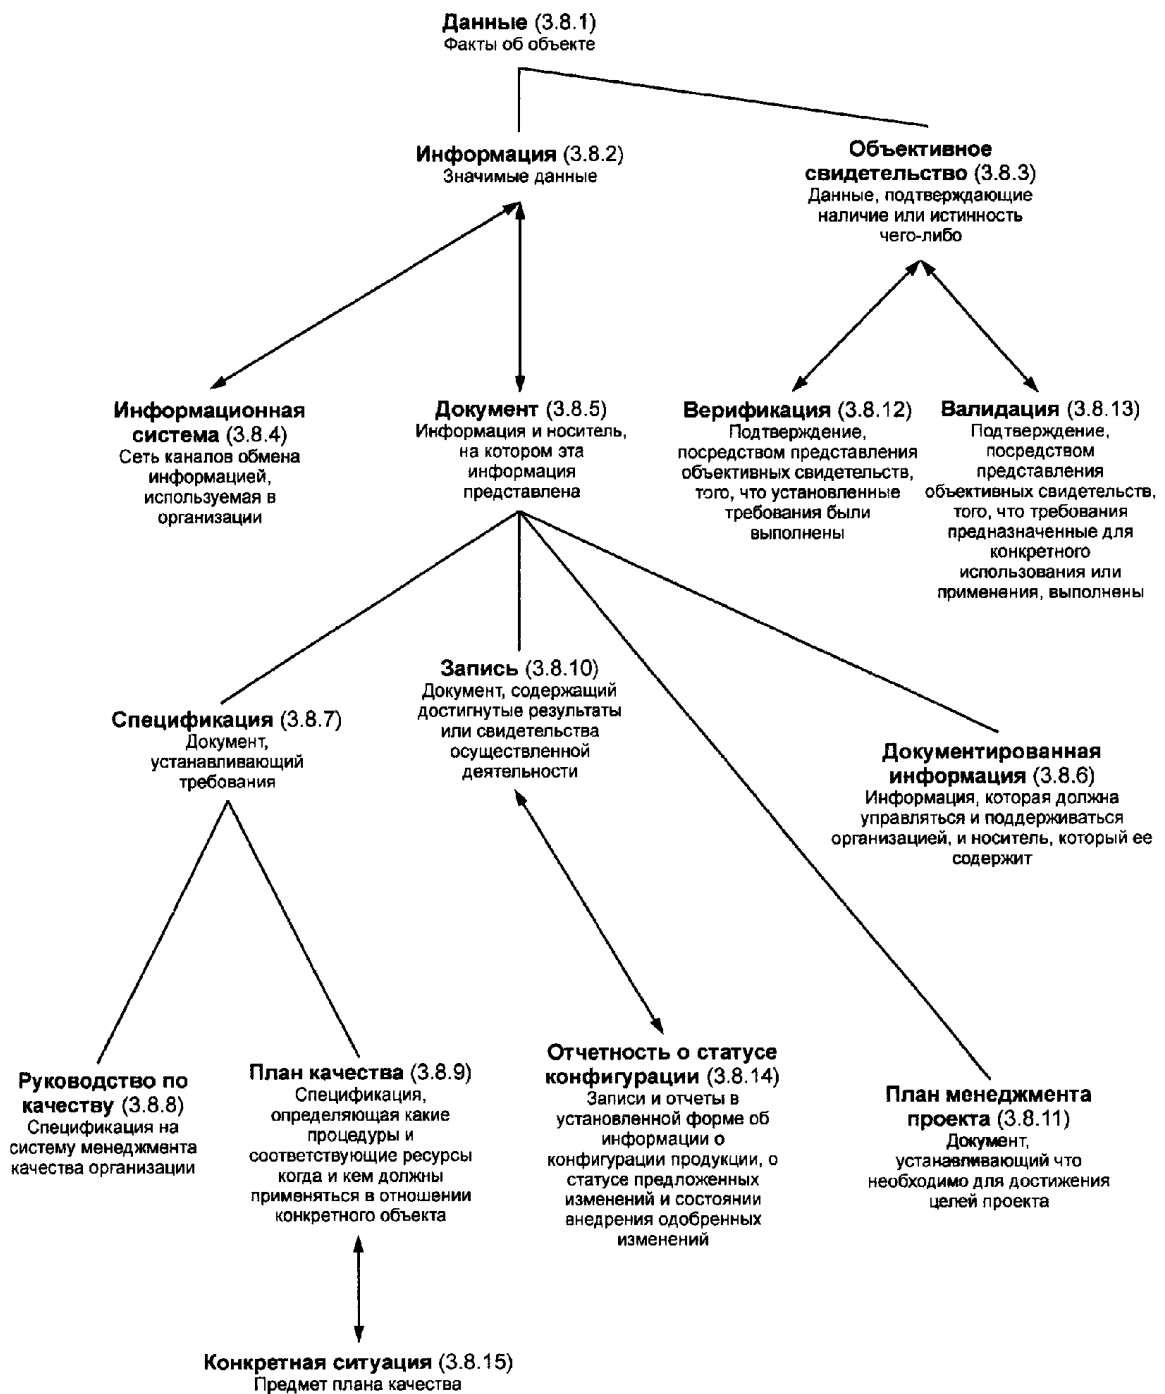 Данные (3.8.1)
Факты об объекте
Информация (3.8.2)
Значимые данные
Объективное
свидетельство (3.8.3)
Данные, подтверждающие
наличие или истинность
чего-либо
Информационная
система (3.8.4)
Сеть каналов обмена
информацией,
используемая в
организации
Документ (3.8.5)
Информация и носитель,
на котором эта
информация
представлена
Верификация (3.8.12)
Подтверждение,
посредством представления
объективных свидетельств,
того, что установленные
требования были
выполнены
Валидация (3.8.13)
Подтверждение,
посредством
представления
объективных свидетельств,
того, что требования
предназначенные для
конкретного
использования или
применения, выполнены
Спецификация (3.8.7)
Документ,
устанавливающий
требования
Запись (3.8.10)
Документ, содержащий
достигнутые результаты
или свидетельства
осуществленной
деятельности
Документированная
информация (3.8.6)
Информация, которая должна
управляться и поддерживаться
организацией, и носитель, который ее
содержит
Руководство по
качеству (3.8.8)
Спецификация на
систему менеджмента
качества организации
План качества (3.8.9)
Спецификация,
определяющая какие
процедуры и
соответствующие ресурсы
когда и кем должны
применяться в отношении
конкретного объекта
Отчетность о статусе
конфигурации (3.8.14)
Записи и отчеты в
установленной форме об
информации о
конфигурации продукции, о
статусе предложенных
изменений и состоянии
внедрения одобренных
изменений
План менеджмента
проекта (3.8.11)
Документ,
устанавливающий что
необходимо для достижения
целей проекта
Конкретная ситуация (3.8.15)
Предмет плана качества